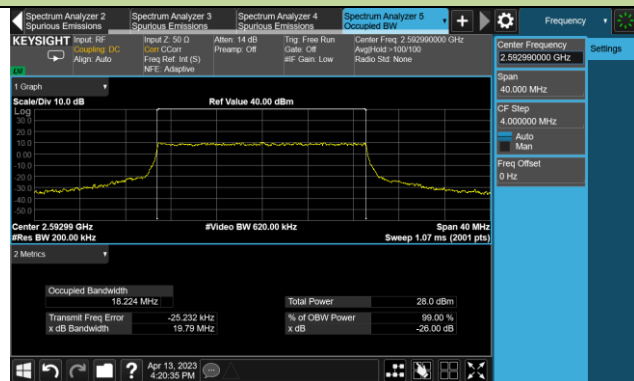 Spectrum Analyzer 2
Spurious Emissions
Spectrum Analyzer 3
Spurious Emissions
Spectrum Analyzer 4
Spurious Emissions
Spectrum Analyzer 5
Occupied BW
+
Frequency
KEYSIGHT
Input: RF
Coupling: DC
Align: Auto
Input Z: 50 Ω
Corr CCorr
Freq Ref: Int (S)
NFE: Adaptive
Atten: 14 dB
Preamp: Off
Trig: Free Run
Gate: Off
#IF Gain: Low
Center Freq: 2.592990000 GHz
Avg|Hold:>100/100
Radio Std: None
Center Frequency
2.592990000 GHz
Settings
Span
40.000 MHz
CF Step
4.000000 MHz
Auto
Man
Freq Offset
0 Hz
1 Graph
Scale/Div 10.0 dB
Ref Value 40.00 dBm
Log
30.0
20.0
10.0
0.00
-10.0
-20.0
-30.0
-40.0
-50.0
Center 2.59299 GHz
#Video BW 620.00 kHz
Span 40 MHz
#Res BW 200.00 kHz
Sweep 1.07 ms (2001 pts)
2 Metrics
Occupied Bandwidth
18.224 MHz
Total Power
28.0 dBm
Transmit Freq Error
-25.232 kHz
% of OBW Power
99.00 %
x dB Bandwidth
19.79 MHz
x dB
-26.00 dB
?
Apr 13, 2023
4:20:35 PM